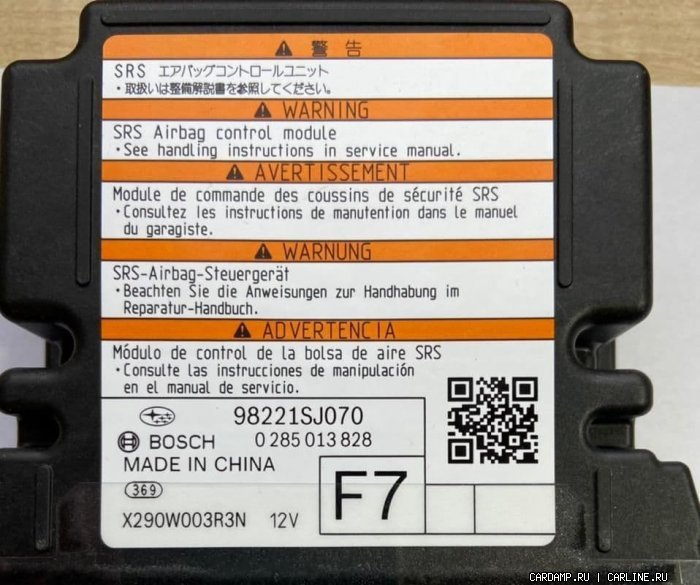 警告
SRS エアバッグコントロールユニット
・取扱いは整備解説書を参照してください。
WARNING
SRS Airbag control module
・See handling instructions in service manual.
AVERTISSEMENT
Module de commande des coussins de sécurité SRS
・Consultez les instructions de manutention dans le manuel
du garagiste.
WARNUNG
SRS-Airbag-Steuergerät
・Beachten Sie die Anweisungen zur Handhabung im
Reparatur-Handbuch.
ADVERTENCIA
Módulo de control de la bolsa de aire SRS
・Consulte las instrucciones de manipulación
en el manual de servicio.
98221SJ070
BOSCH 0 285 013 828
MADE IN CHINA
369
F7
X290W003R3N 12V
CARDAMP.RU | CARLINE.RU